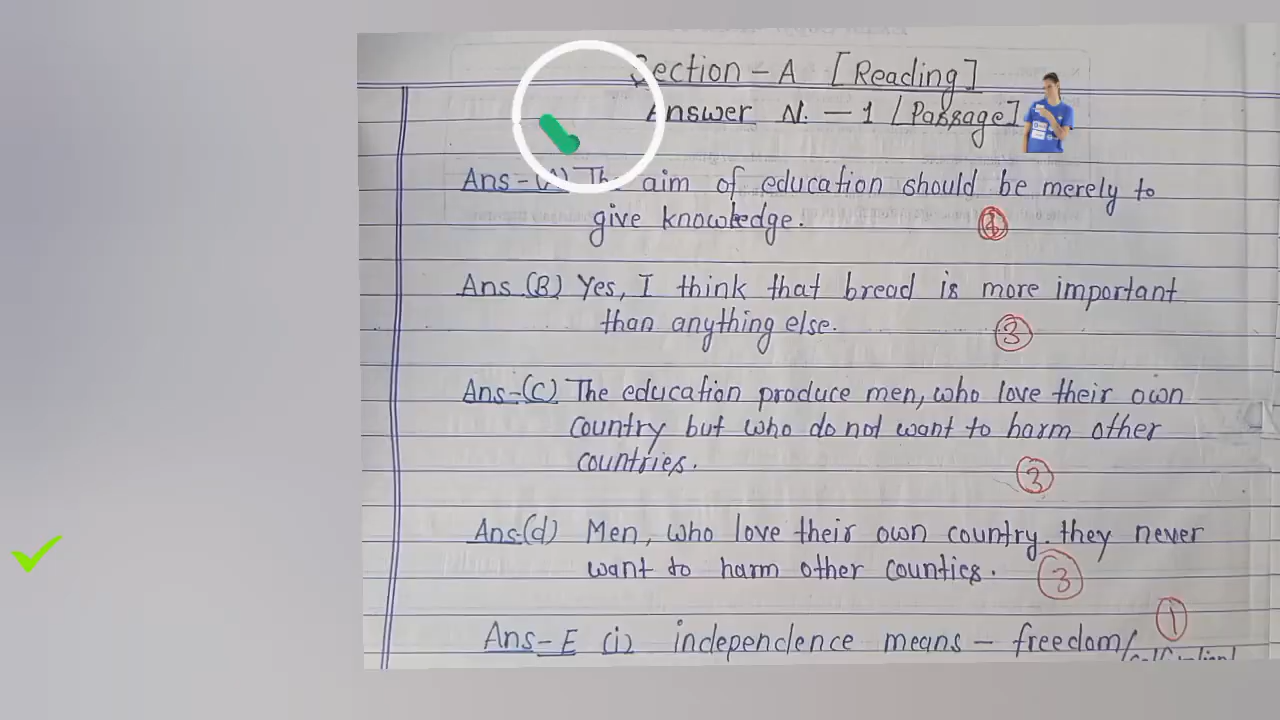 Section - A [Reading]
Answer N. - 1 [Passage]
Ans - (A) The aim of education should be merely to
give knowledge.
Ans (B) Yes, I think that bread is more important
than anything else.
3
Ans - (C) The education produce men, who love their own
country but who do not want to harm other
countries.
3
Ans (d) Men, who love their own country. they never
want to harm other counties.
3
1
Ans - E (i) independence means - freedom/